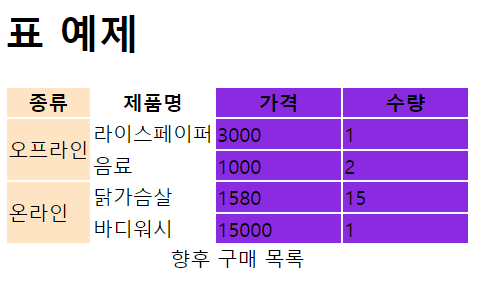 표 예제
종류 제품명 가격 수량
오프라인 라이스페이퍼 3000 1
음료 1000 2
온라인 닭가슴살 1580 15
바디워시 15000 1
향후 구매 목록